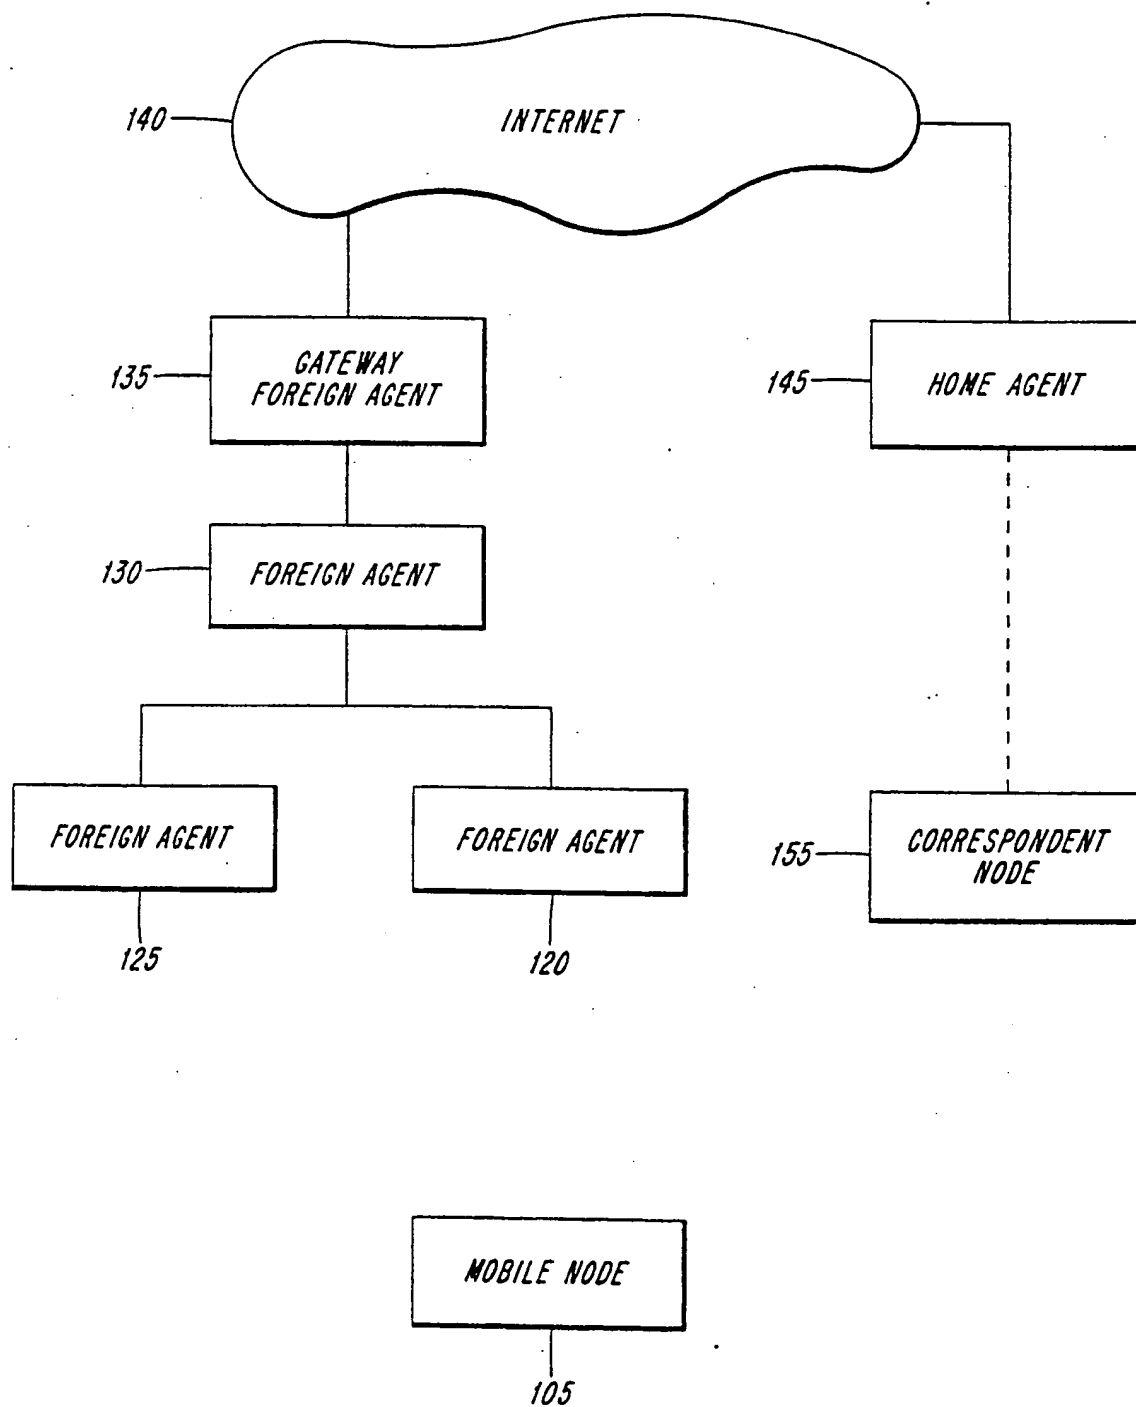 INTERNET
140
GATEWAY
FOREIGN AGENT
135
HOME AGENT
145
FOREIGN AGENT
130
FOREIGN AGENT
FOREIGN AGENT
CORRESPONDENT
NODE
155
125
120
MOBILE NODE
105